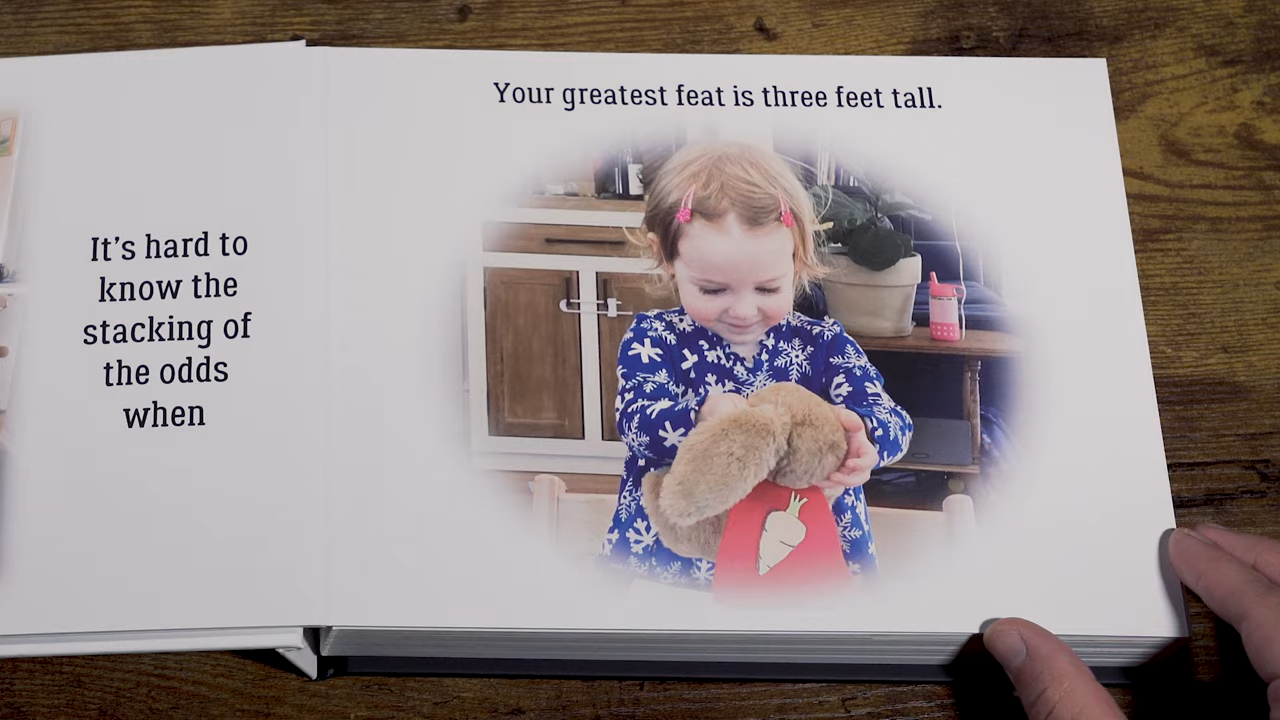 It's hard to
know the
stacking of
the odds
when
Your greatest feat is three feet tall.